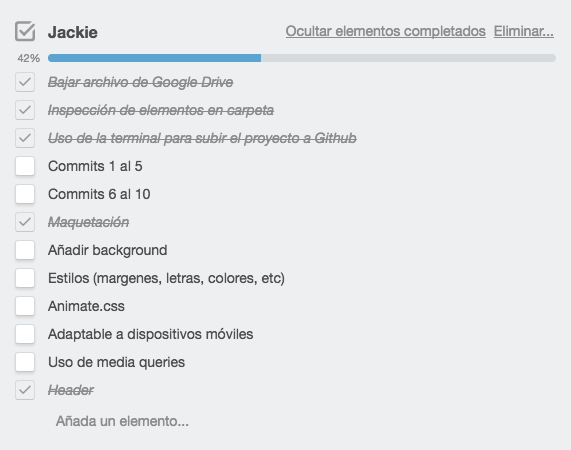 Jackie Ocultar elementos completados Eliminar...
42%
Bajar archivo de Google Drive
Inspección de elementos en carpeta
Uso de la terminal para subir el proyecto a Github
Commits 1 al 5
Commits 6 al 10
Maquetación
Añadir background
Estilos (margenes, letras, colores, etc)
Animate.css
Adaptable a dispositivos móviles
Uso de media queries
Header
Añada un elemento...